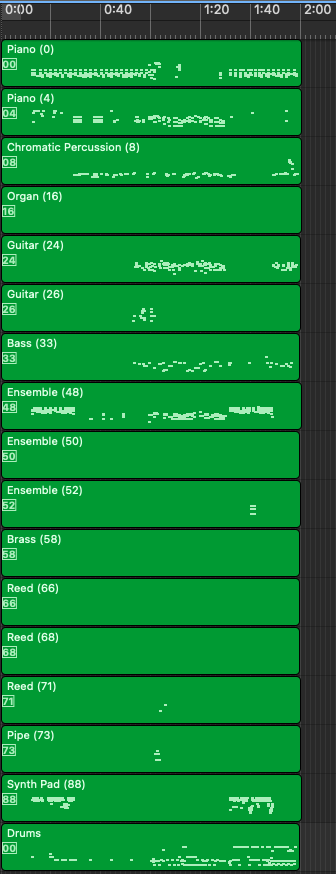 0:00 0:40 1:20 1:40 2:00
Piano (0)
00
Piano (4)
04
Chromatic Percussion (8)
08
Organ (16)
16
Guitar (24)
24
Guitar (26)
26
Bass (33)
33
Ensemble (48)
48
Ensemble (50)
50
Ensemble (52)
52
Brass (58)
58
Reed (66)
66
Reed (68)
68
Reed (71)
71
Pipe (73)
73
Synth Pad (88)
88
Drums
00